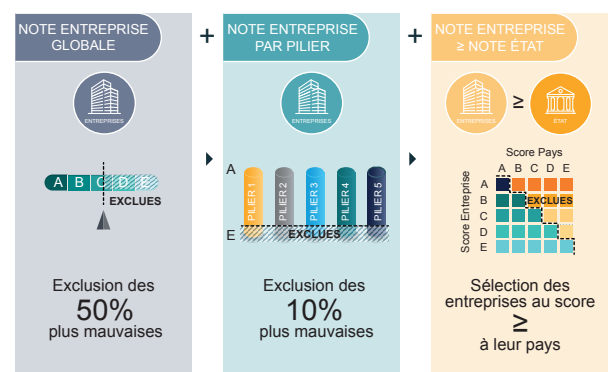 NOTE ENTREPRISE
GLOBALE
ENTREPRISES
A B C D E
EXCLUES
Exclusion des
50%
plus mauvaises
+
NOTE ENTREPRISE
PAR PILIER
ENTREPRISES
A
PILIER 1
PILIER 2
PILIER 3
PILIER 4
PILIER 5
E
EXCLUES
Exclusion des
10%
plus mauvaises
+
NOTE ENTREPRISE
≥ NOTE ÉTAT
ENTREPRISES
≥
ÉTAT
Score Pays
A B C D E
Score Entreprise
A
B
C
D
E
EXCLUES
Sélection des
entreprises au score
≥
à leur pays